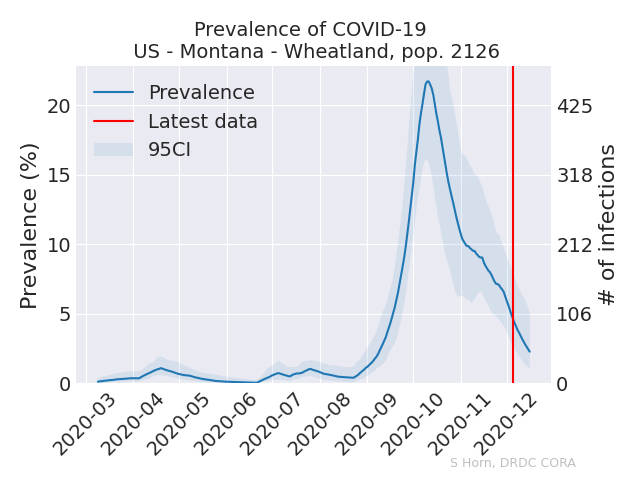 Prevalence of COVID-19
US - Montana - Wheatland, pop. 2126
Prevalence
Latest data
95CI
Prevalence (%)
20
15
10
5
0
425
318
212
106
0
# of infections
2020-03
2020-04
2020-05
2020-06
2020-07
2020-08
2020-09
2020-10
2020-11
2020-12
S Horn, DRDC CORA